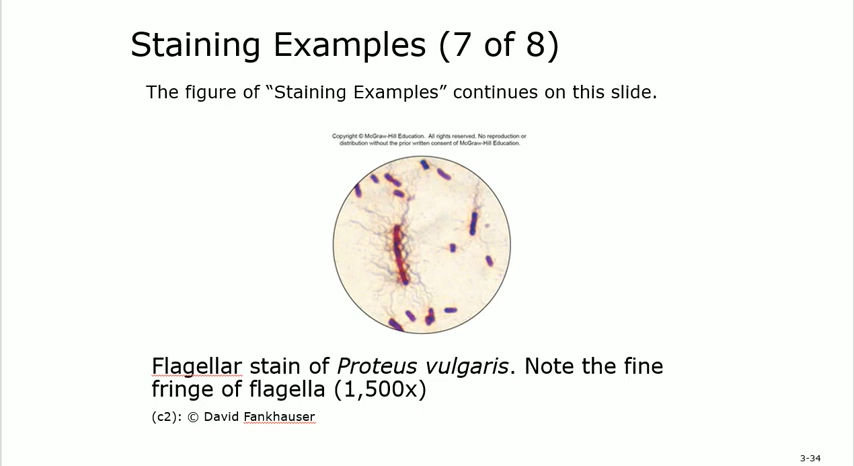 Staining Examples (7 of 8)
The figure of “Staining Examples” continues on this slide.
Copyright © McGraw-Hill Education. All rights reserved. No reproduction or
distribution without the prior written consent of McGraw-Hill Education.
Flagellar stain of Proteus vulgaris. Note the fine
fringe of flagella (1,500x)
(c2): © David Fankhauser
3-34